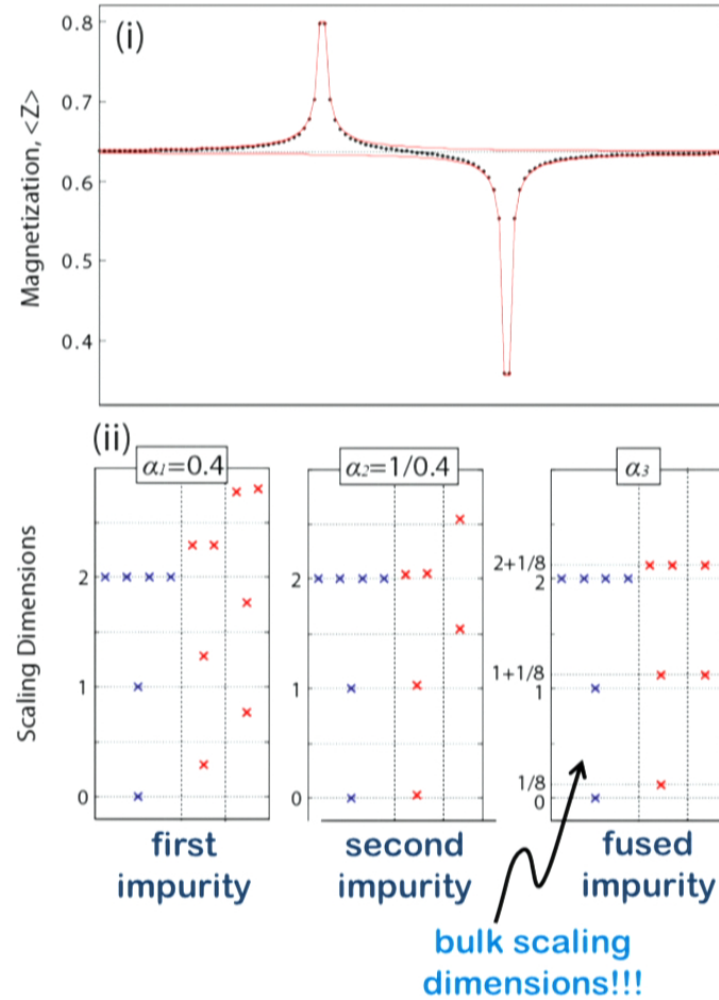 (i)
Magnetization, <Z>
0.8
0.7
0.6
0.5
0.4
(ii)
Scaling Dimensions
α1=0.4
2
1
0
α2=1/0.4
2
1
0
α3
2+1/8
2
1+1/8
1
1/8
0
first
impurity
second
impurity
fused
impurity
bulk scaling
dimensions!!!